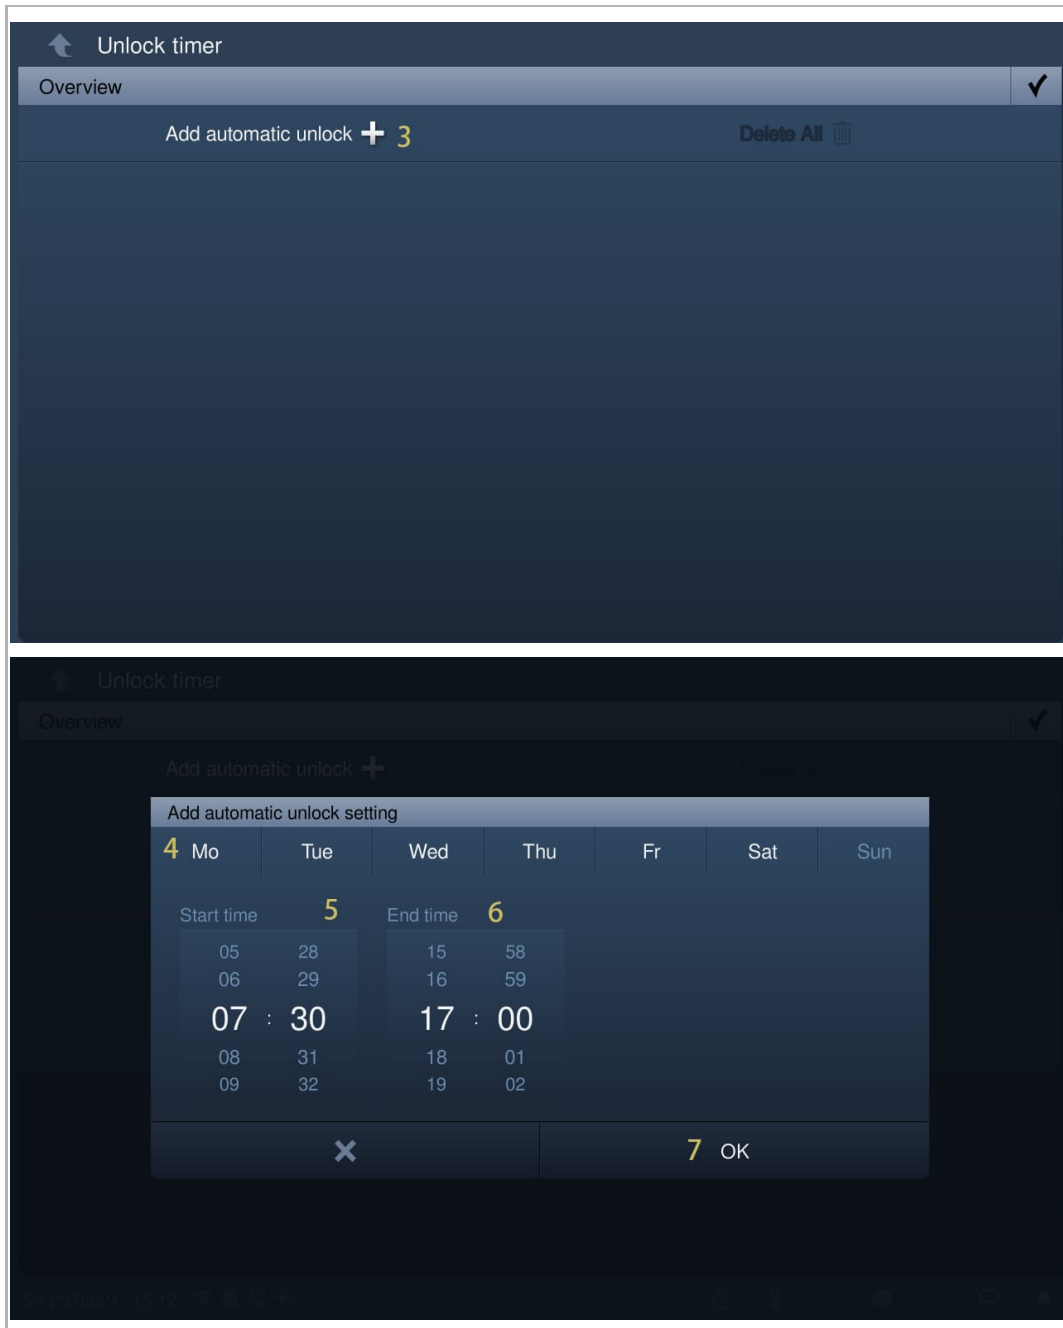 Unlock timer
Overview
Add automatic unlock 3 Delete All
Unlock timer
Overview
Add automatic unlock
Add automatic unlock setting
4 Mo Tue Wed Thu Fr Sat Sun
Start time 5 End time 6
05 28 15 58
06 29 16 59
07 : 30 17 : 00
08 31 18 01
09 32 19 02
7 OK